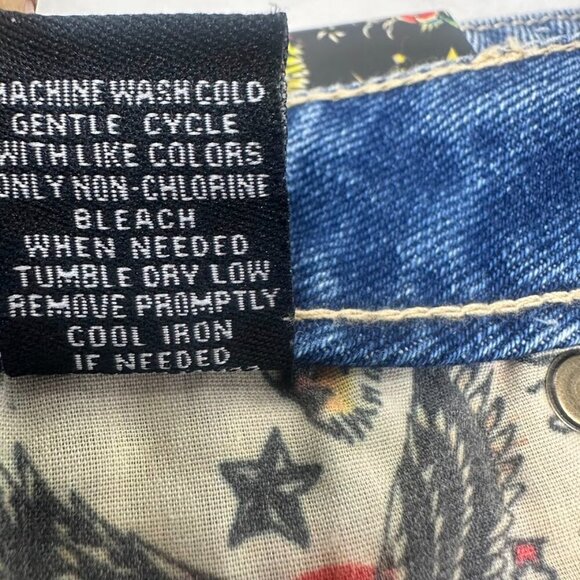 MACHINE WASH COLD
GENTLE CYCLE
WITH LIKE COLORS
ONLY NON-CHLORINE
BLEACH
WHEN NEEDED
TUMBLE DRY LOW
REMOVE PROMPTLY
COOL IRON
IF NEEDED